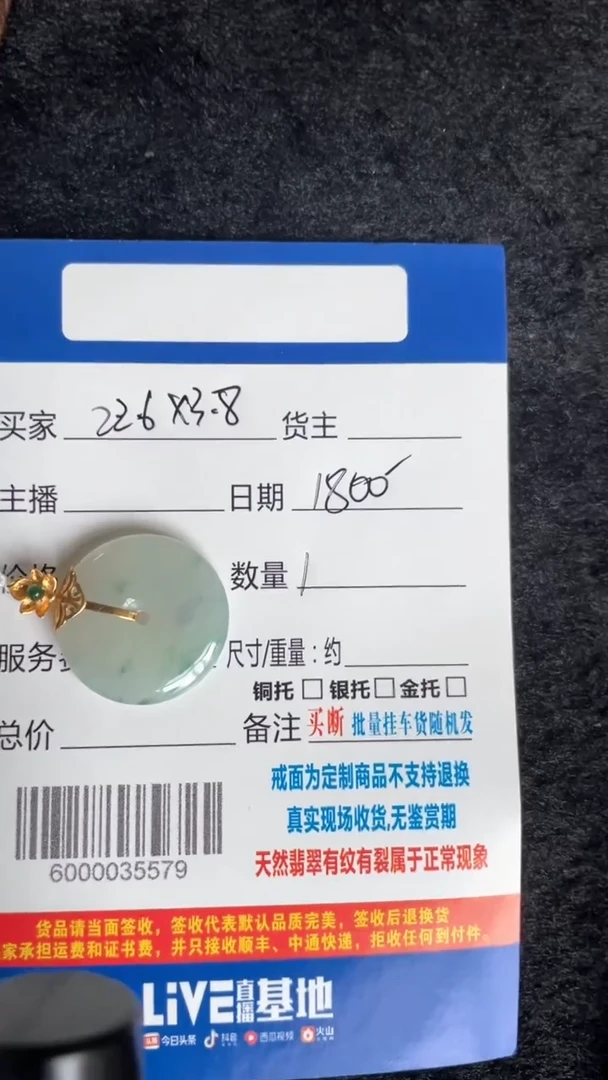 买家 22.6×3.8 货主
主播 日期 1800
数量 1
服务 尺寸/重量：约
铜托 银托 金托
总价 备注 买断 批量挂车货随机发
戒面为定制商品不支持退换
真实现场收货,无鉴赏期
天然翡翠有纹有裂属于正常现象
6000035579
货品请当面签收，签收代表默认品质完美，签收后退换货
家承担运费和证书费，并只接收顺丰、中通快递，拒收任何到付件。
LiVE直播基地
今日头条 抖音 西瓜视频 火山